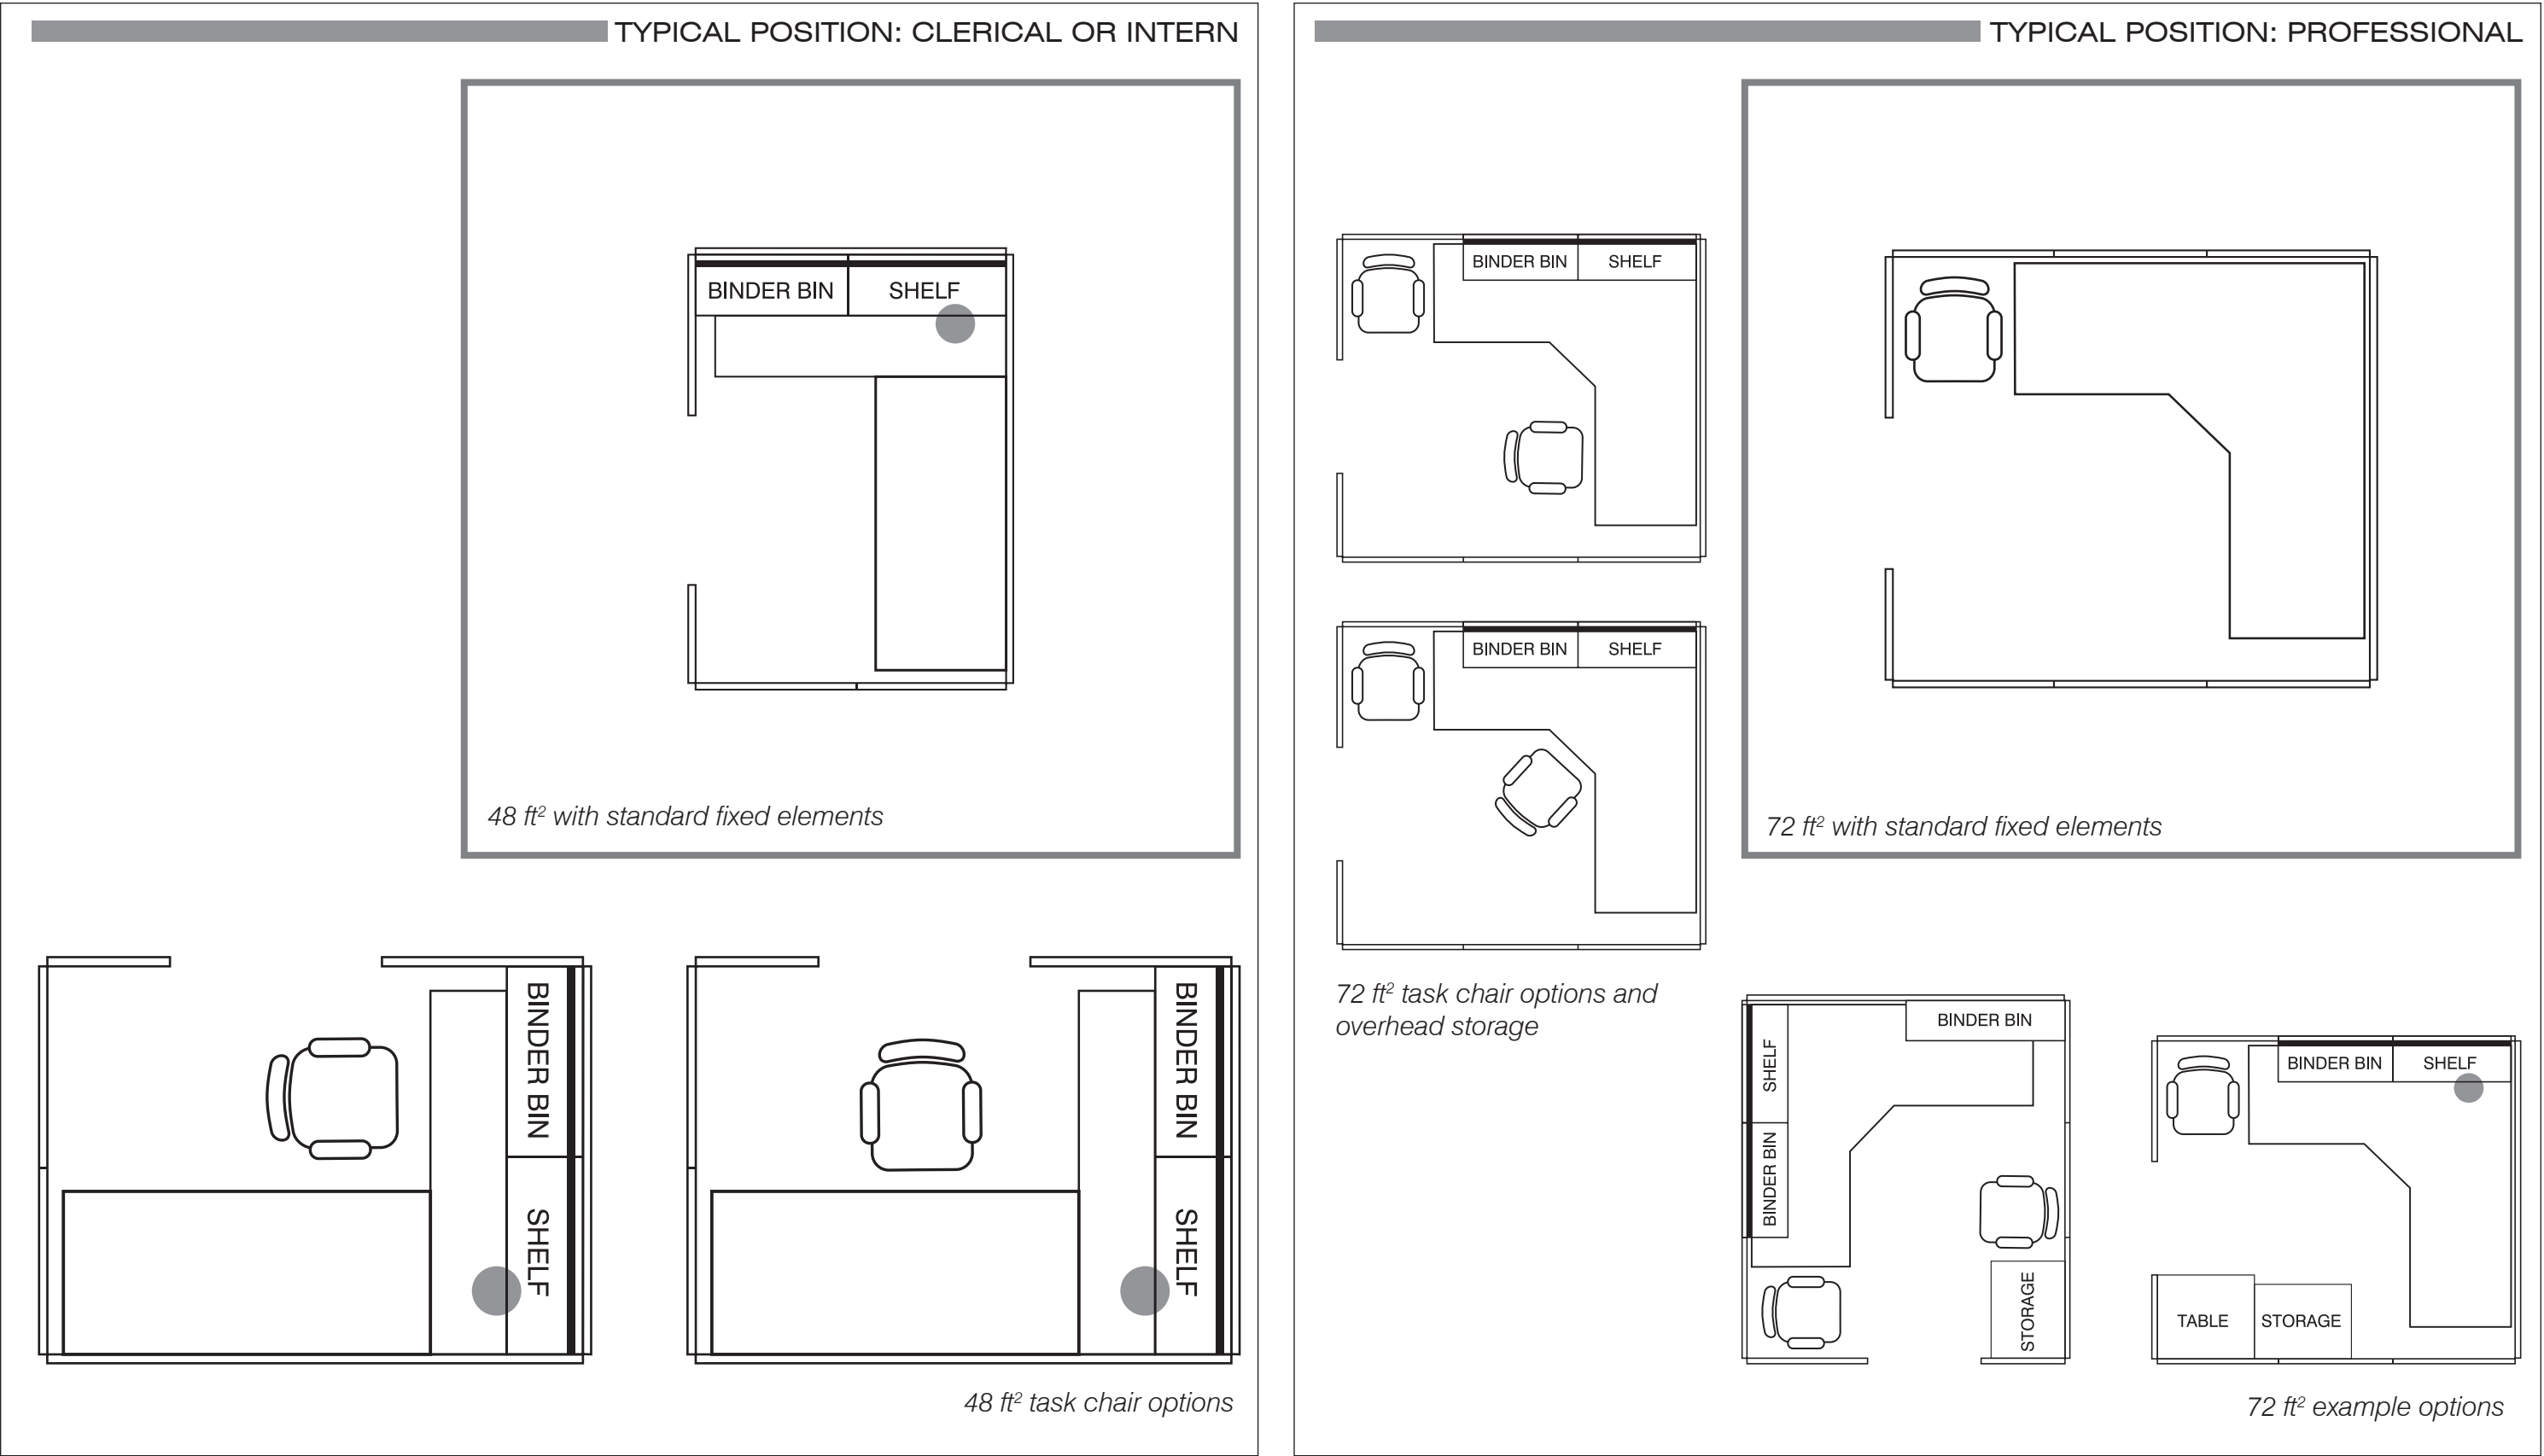 TYPICAL POSITION: CLERICAL OR INTERN
BINDER BIN
SHELF
48 ft² with standard fixed elements
BINDER BIN
SHELF
BINDER BIN
SHELF
48 ft² task chair options
TYPICAL POSITION: PROFESSIONAL
BINDER BIN
SHELF
BINDER BIN
SHELF
72 ft² task chair options and
overhead storage
72 ft² with standard fixed elements
BINDER BIN
SHELF
BINDER BIN
STORAGE
BINDER BIN
SHELF
TABLE
STORAGE
72 ft² example options